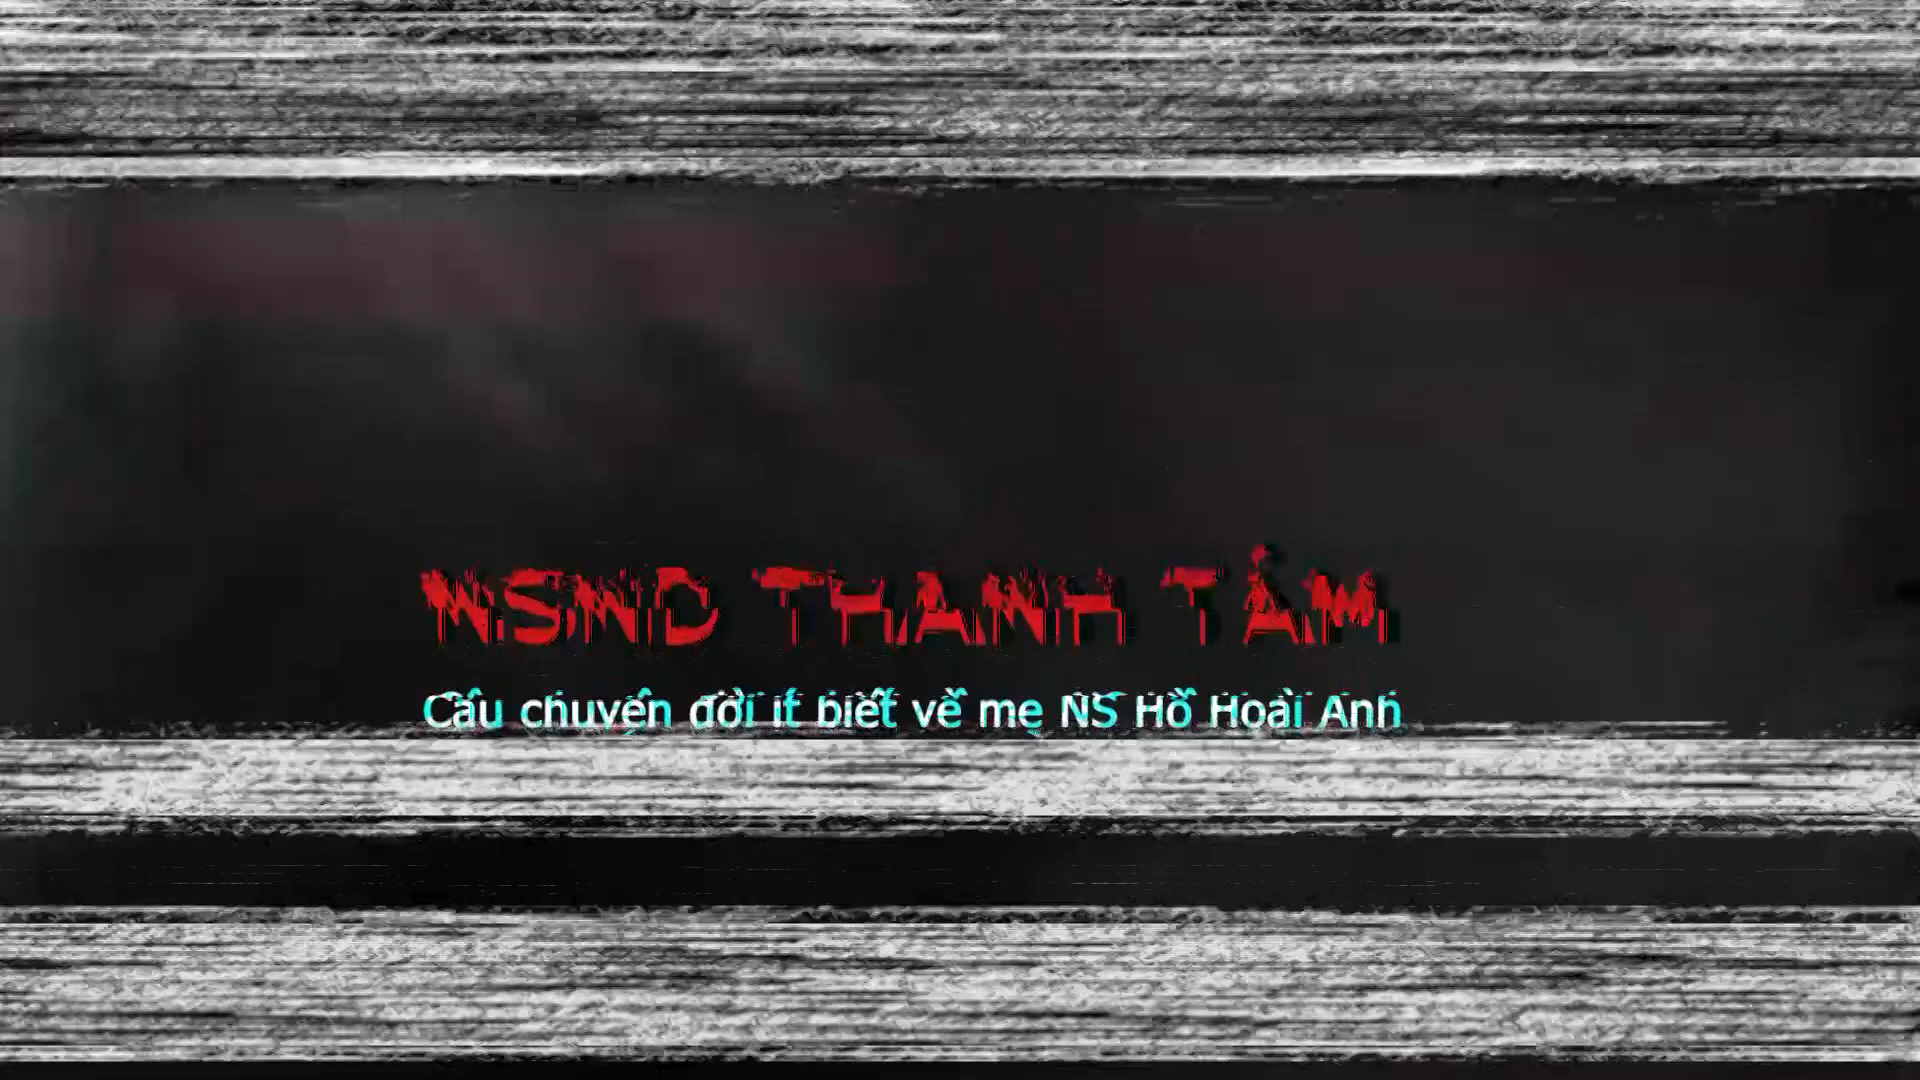 NSND THANH TÂM
Câu chuyện đời ít biết về mẹ NS Hồ Hoài Anh